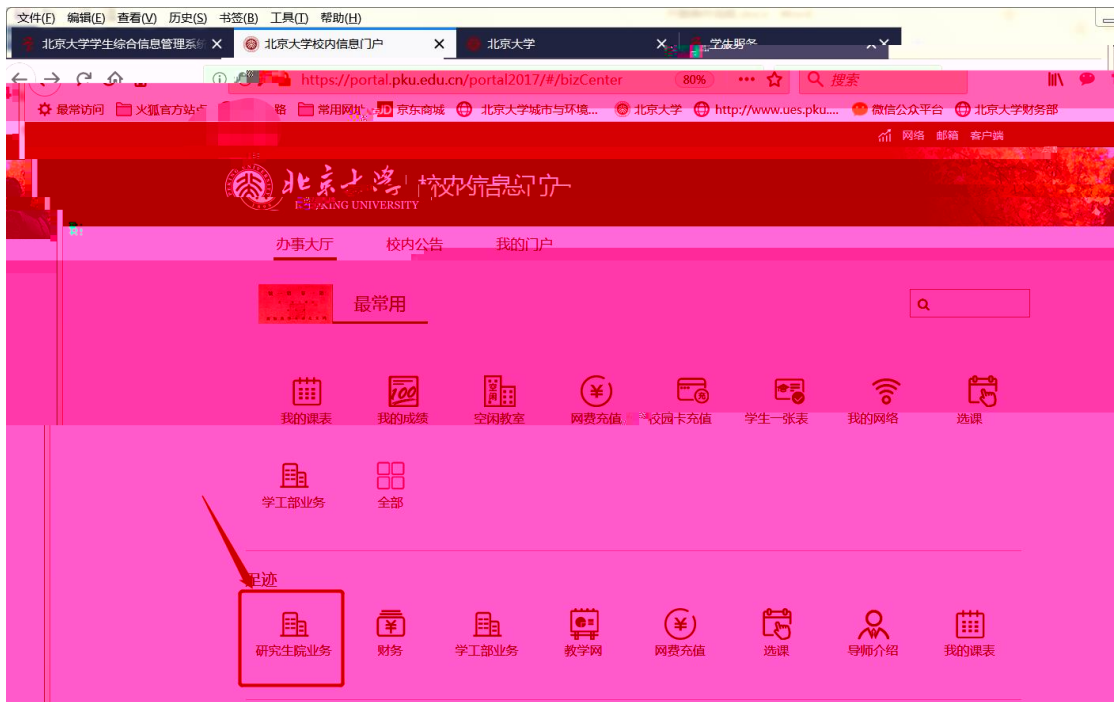 文件(F) 编辑(E) 查看(V) 历史(S) 书签(B) 工具(T) 帮助(H)
北京大学学生综合信息管理系统 × 北京大学校内信息门户 × 北京大学 ×
https://portal.pku.edu.cn/portal2017/#/bizCenter 80% 搜索
最常访问 火狐官方站点 常用网址 JD 京东商城 北京大学城市与环境... 北京大学 http://www.ues.pku.... 微信公众平台 北京大学财务部
网络 邮箱 客户端
北京大学 校内信息门户
PEKING UNIVERSITY
办事大厅 校内公告 我的门户
最常用
我的课表 我的成绩 空闲教室 网费充值 校园卡充值 学生一张表 我的网络 选课
学工部业务 全部
足迹
研究生院业务 财务 学工部业务 教学网 网费充值 选课 导师介绍 我的课表